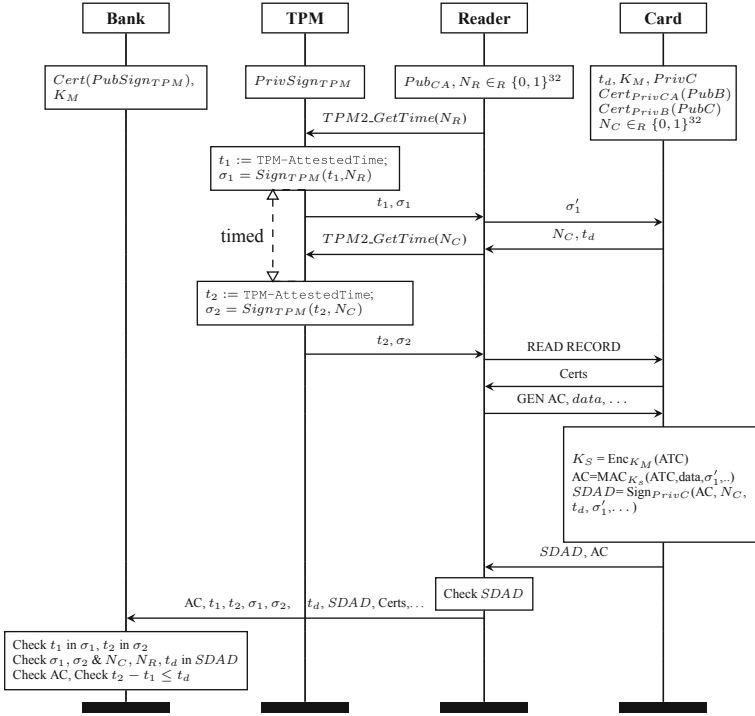 Bank TPM Reader Card
Cert(PubSign_TPM),
K_M
PrivSign_TPM
Pub_CA, N_R ∈_R {0, 1}^32
t_d, K_M, PrivC
Cert_PrivCA(PubB)
Cert_PrivB(PubC)
N_C ∈_R {0, 1}^32
TPM2_GetTime(N_R)
t_1 := TPM-AttestedTime;
σ_1 = Sign_TPM(t_1,N_R)
t_1, σ_1
σ′_1
timed
N_C, t_d
TPM2_GetTime(N_C)
t_2 := TPM-AttestedTime;
σ_2 = Sign_TPM(t_2, N_C)
t_2, σ_2
READ RECORD
Certs
GEN AC, data, . . .
K_S = Enc_K_M(ATC)
AC=MAC_K_s(ATC,data,σ′_1,..)
SDAD= Sign_PrivC(AC, N_C,
t_d, σ′_1,. . . )
SDAD, AC
Check SDAD
AC, t_1, t_2, σ_1, σ_2, t_d, SDAD, Certs,. . .
Check t_1 in σ_1, t_2 in σ_2
Check σ_1, σ_2 & N_C, N_R, t_d in SDAD
Check AC, Check t_2 − t_1 ≤ t_d